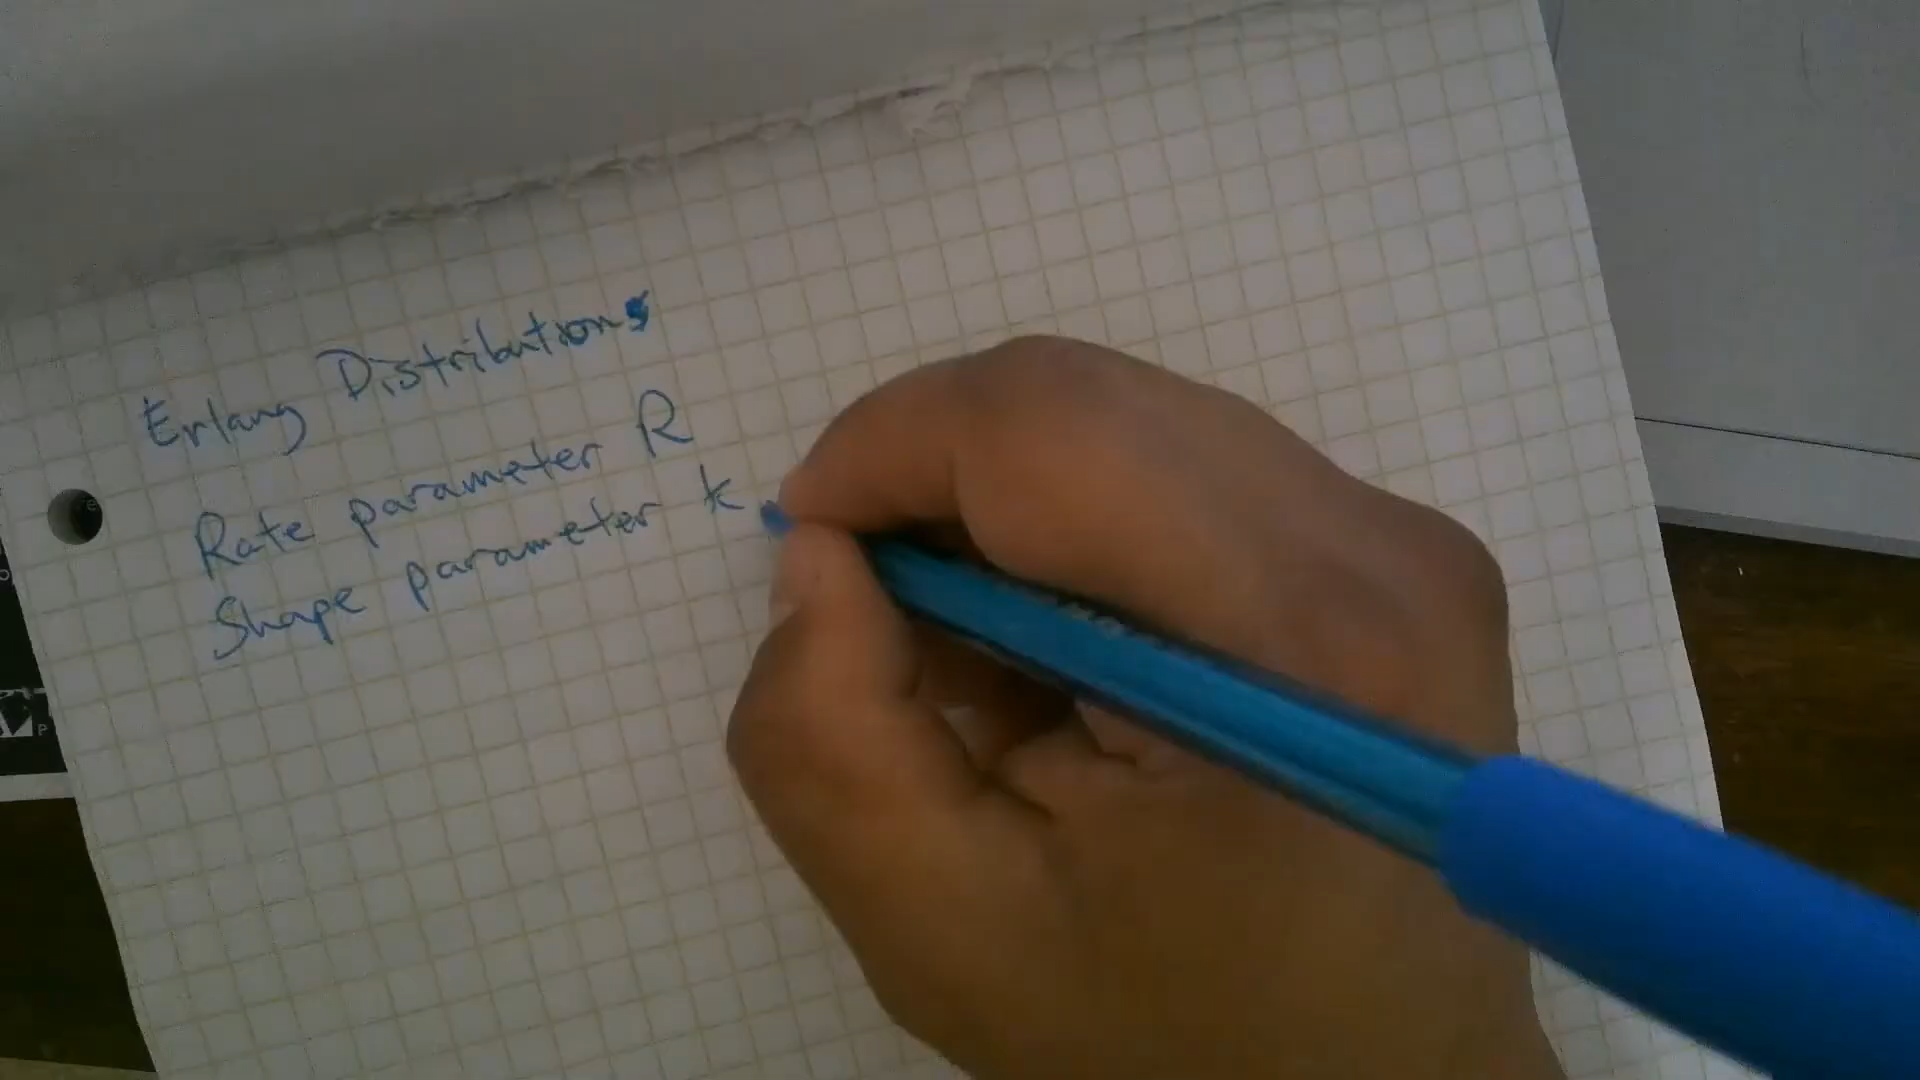 Erlang Distributions
Rate parameter R
Shape parameter k